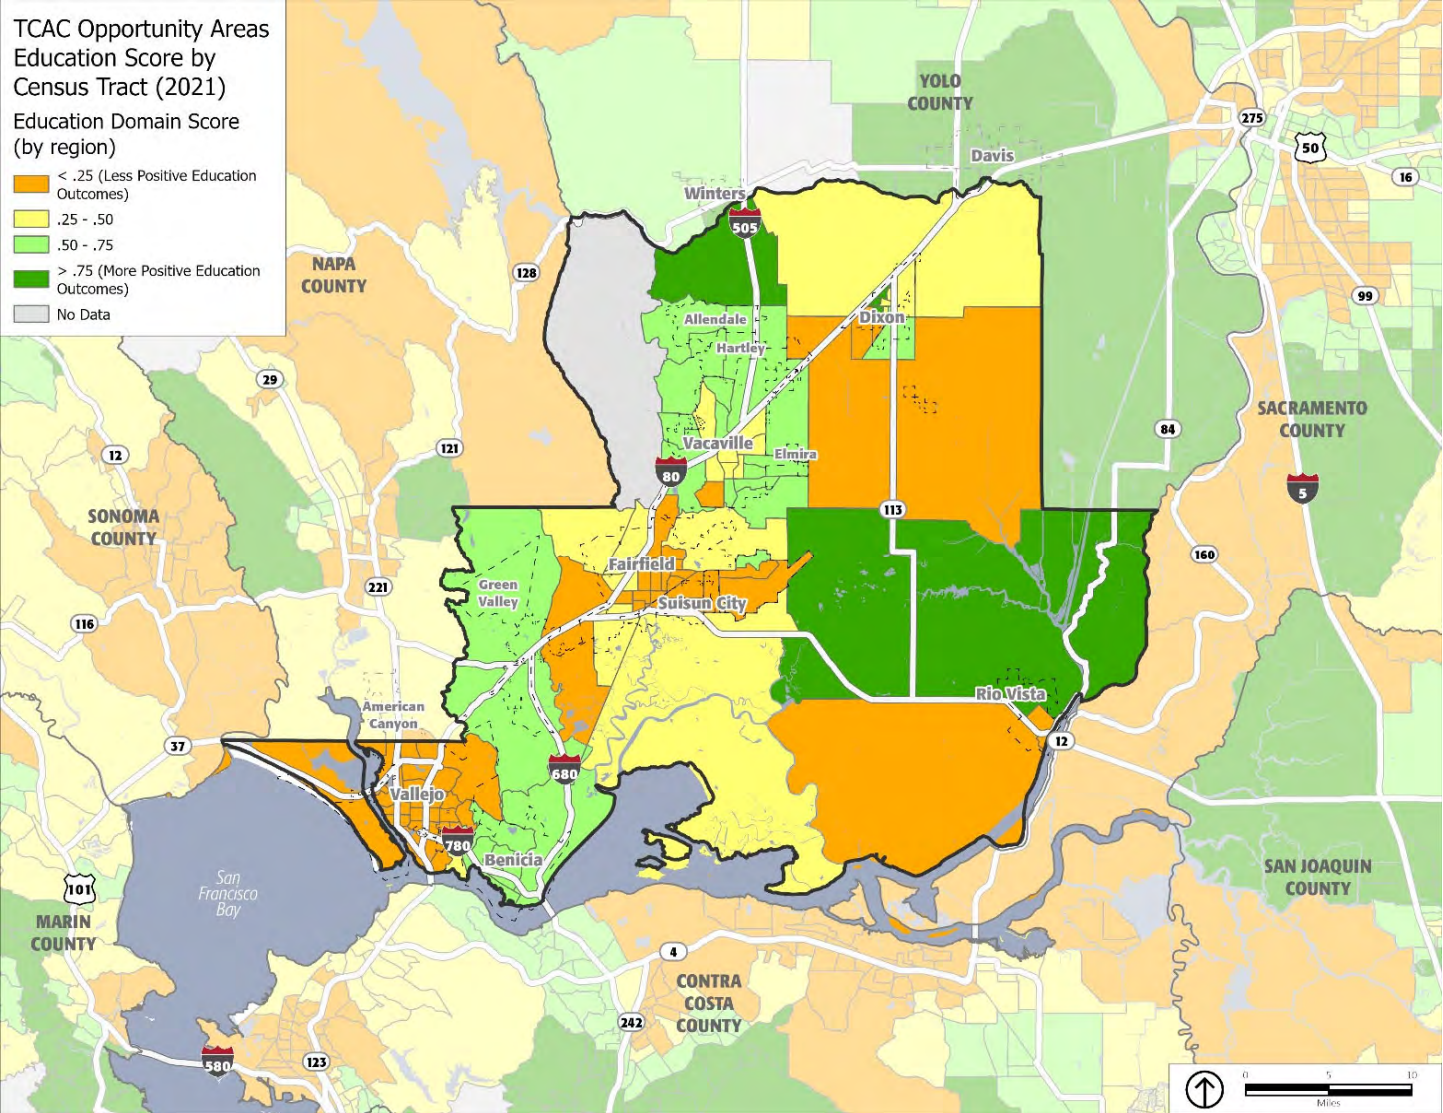 TCAC Opportunity Areas
Education Score by
Census Tract (2021)
Education Domain Score
(by region)
< .25 (Less Positive Education
Outcomes)
.25 - .50
.50 - .75
> .75 (More Positive Education
Outcomes)
No Data
YOLO
COUNTY
275
50
Davis
16
Winters
505
NAPA
COUNTY
128
99
Allendale
Dixon
Hartley
29
SACRAMENTO
COUNTY
84
Vacaville
121
12
Elmira
80
5
113
SONOMA
COUNTY
160
Fairfield
221
Green
Valley
Suisun City
116
Rio Vista
American
Canyon
37
12
680
Vallejo
780
Benicia
San
Francisco
Bay
101
SAN JOAQUIN
COUNTY
MARIN
COUNTY
4
CONTRA
COSTA
COUNTY
242
580
123
0
5
10
Miles